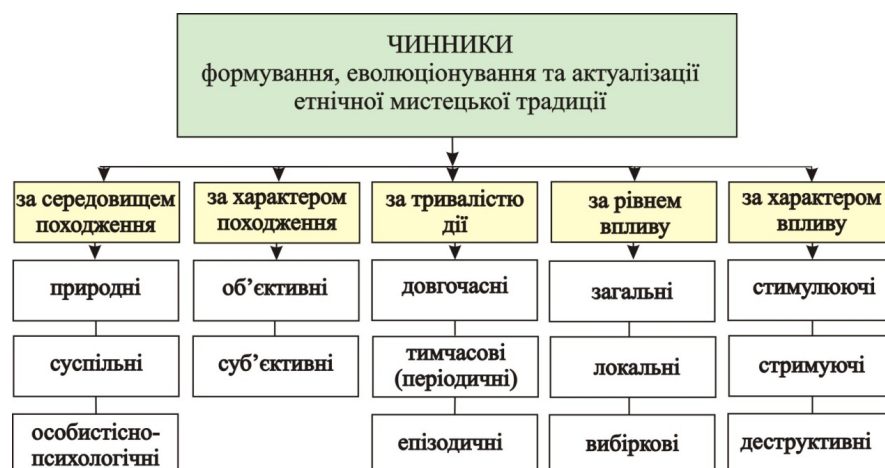 ЧИННИКИ
формування, еволюціонування та актуалізації
етнічної мистецької традиції
за середовищем
походження
за характером
походження
за тривалістю
дії
за рівнем
впливу
за характером
впливу
природні
об’єктивні
довгочасні
загальні
стимулюючі
суспільні
суб’єктивні
тимчасові
(періодичні)
локальні
стримуючі
особистісно-
психологічні
епізодичні
вибіркові
деструктивні